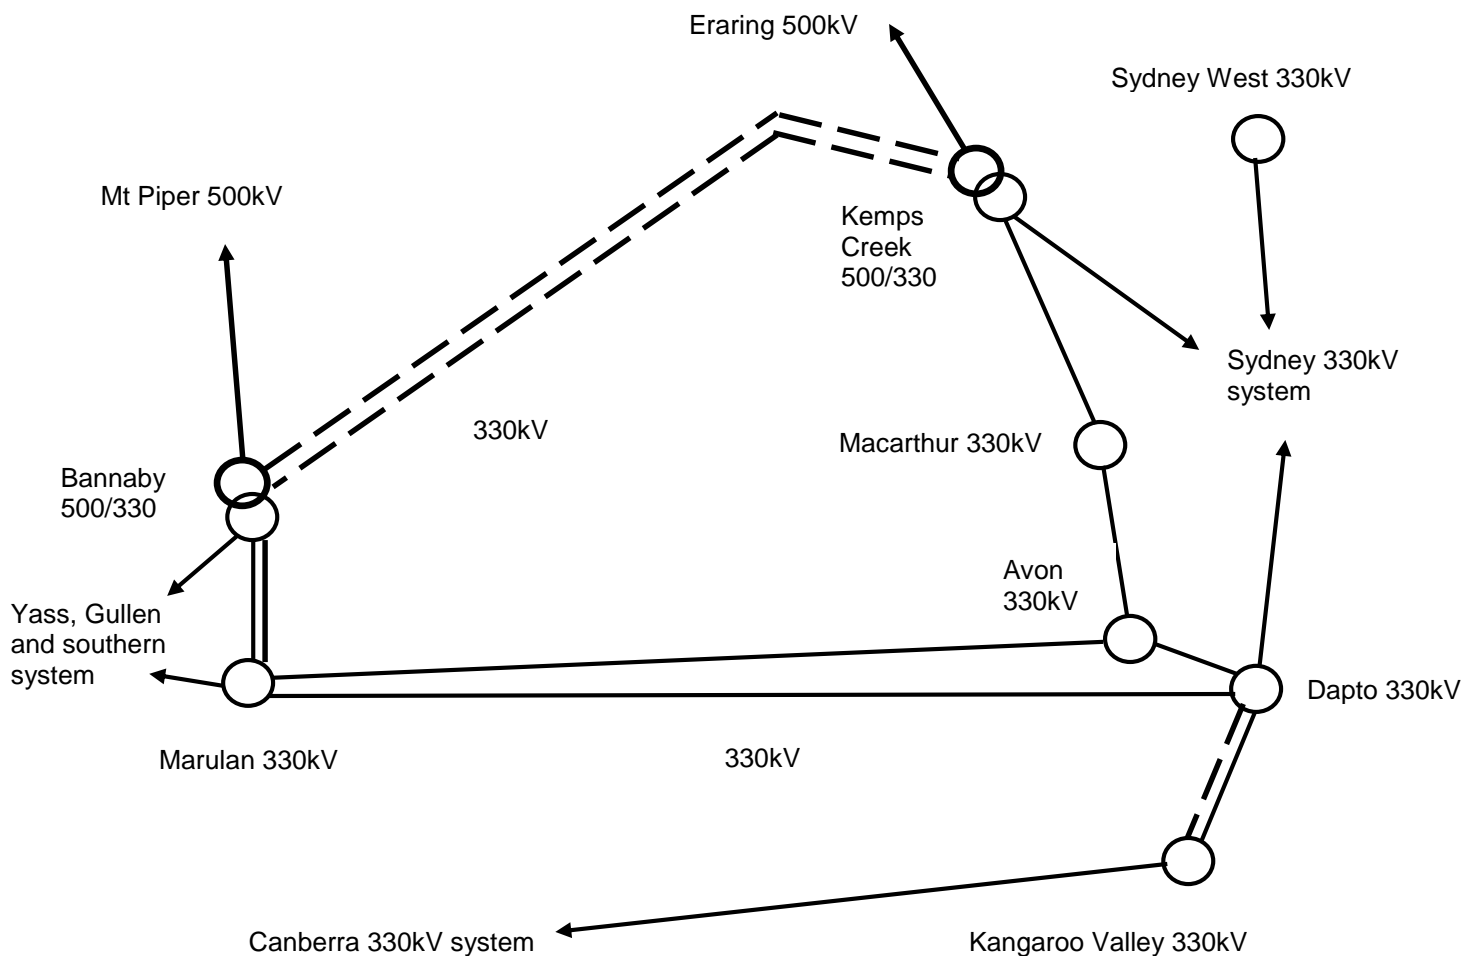 Eraring 500kV
Sydney West 330kV
Mt Piper 500kV
Kemps
Creek
500/330
Sydney 330kV
system
330kV
Macarthur 330kV
Bannaby
500/330
Avon
330kV
Yass, Gullen
and southern
system
Dapto 330kV
Marulan 330kV
330kV
Canberra 330kV system
Kangaroo Valley 330kV